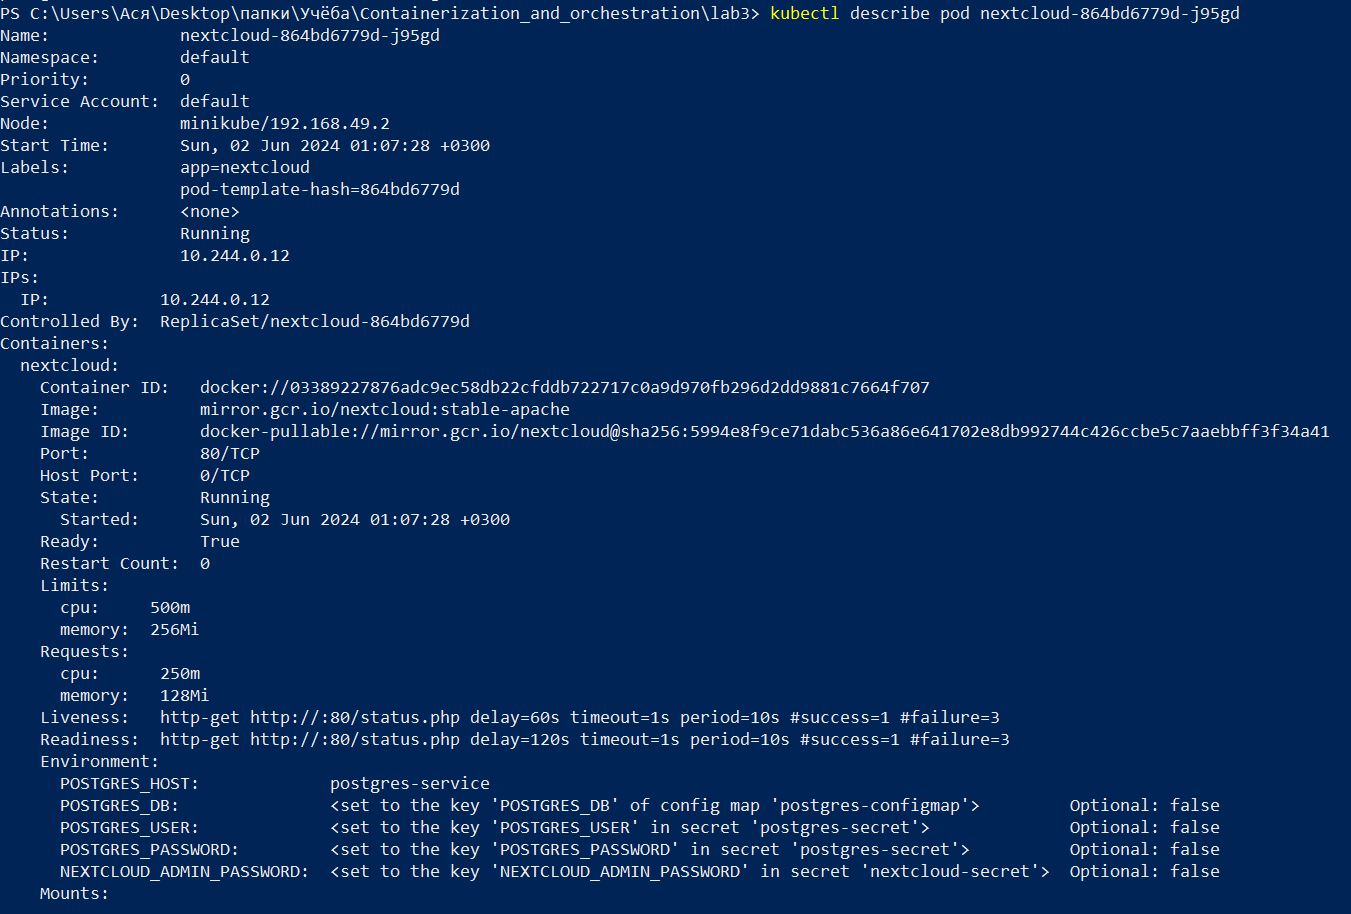 PS C:\Users\Ася\Desktop\папки\Учёба\Containerization_and_orchestration\lab3> kubectl describe pod nextcloud-864bd6779d-j95gd
Name:             nextcloud-864bd6779d-j95gd
Namespace:        default
Priority:         0
Service Account:  default
Node:             minikube/192.168.49.2
Start Time:       Sun, 02 Jun 2024 01:07:28 +0300
Labels:           app=nextcloud
                  pod-template-hash=864bd6779d
Annotations:      <none>
Status:           Running
IP:               10.244.0.12
IPs:
  IP:           10.244.0.12
Controlled By:  ReplicaSet/nextcloud-864bd6779d
Containers:
  nextcloud:
    Container ID:   docker://03389227876adc9ec58db22cfddb722717c0a9d970fb296d2dd9881c7664f707
    Image:          mirror.gcr.io/nextcloud:stable-apache
    Image ID:       docker-pullable://mirror.gcr.io/nextcloud@sha256:5994e8f9ce71dabc536a86e641702e8db992744c426ccbe5c7aaebbff3f34a41
    Port:           80/TCP
    Host Port:      0/TCP
    State:          Running
      Started:      Sun, 02 Jun 2024 01:07:28 +0300
    Ready:          True
    Restart Count:  0
    Limits:
      cpu:     500m
      memory:  256Mi
    Requests:
      cpu:      250m
      memory:   128Mi
    Liveness:   http-get http://:80/status.php delay=60s timeout=1s period=10s #success=1 #failure=3
    Readiness:  http-get http://:80/status.php delay=120s timeout=1s period=10s #success=1 #failure=3
    Environment:
      POSTGRES_HOST:             postgres-service
      POSTGRES_DB:               <set to the key 'POSTGRES_DB' of config map 'postgres-configmap'>         Optional: false
      POSTGRES_USER:             <set to the key 'POSTGRES_USER' in secret 'postgres-secret'>              Optional: false
      POSTGRES_PASSWORD:         <set to the key 'POSTGRES_PASSWORD' in secret 'postgres-secret'>          Optional: false
      NEXTCLOUD_ADMIN_PASSWORD:  <set to the key 'NEXTCLOUD_ADMIN_PASSWORD' in secret 'nextcloud-secret'>  Optional: false
    Mounts: